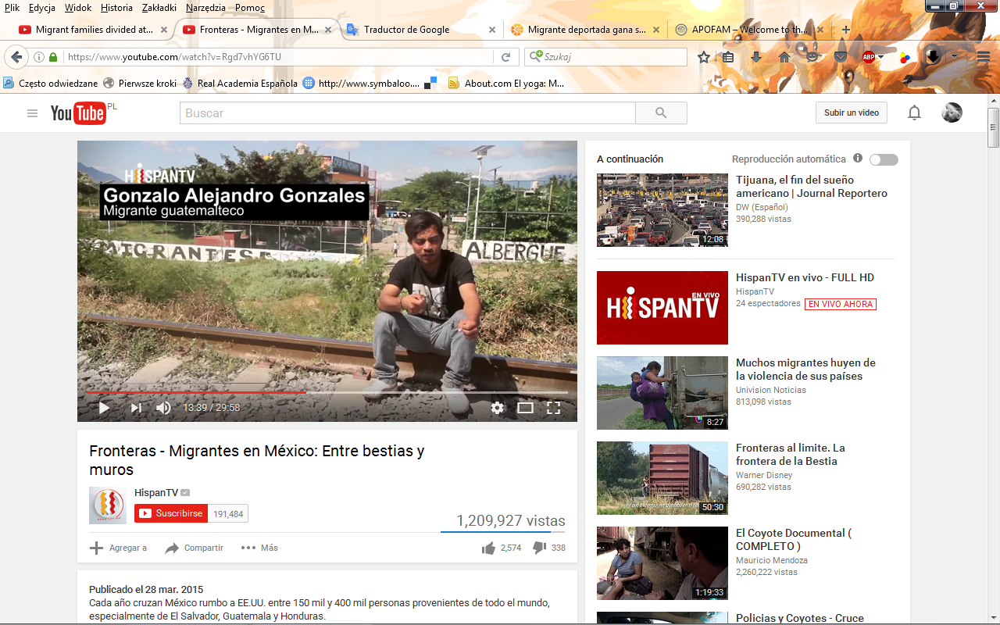 Plik Edycja Widok Historia Zakładki Narzędzia Pomoc
Migrant families divided at... Fronteras - Migrantes en M... Traductor de Google Migrante deportada gana s... APOFAM – Welcome to th...
https://www.youtube.com/watch?v=Rgd7vhYG6TU Szukaj ABP
Często odwiedzane Pierwsze kroki Real Academia Española http://www.symbaloo.... About.com El yoga: M...
YouTube PL
Buscar
Subir un video
HISPANTV
Gonzalo Alejandro Gonzales
Migrante guatemalteco
MIGRANTES
ALBERGUE
13:39 / 29:58
Fronteras - Migrantes en México: Entre bestias y
muros
HispanTV
Suscribirse 191,484
1,209,927 vistas
Agregar a Compartir Más 2,574 338
Publicado el 28 mar. 2015
Cada año cruzan México rumbo a EE.UU. entre 150 mil y 400 mil personas provenientes de todo el mundo,
especialmente de El Salvador, Guatemala y Honduras.
A continuación Reproducción automática
Tijuana, el fin del sueño
americano | Journal Reportero
DW (Español)
390,288 vistas
12:08
EN VIVO
HISPANTV
HispanTV en vivo - FULL HD
HispanTV
24 espectadores EN VIVO AHORA
Muchos migrantes huyen de
la violencia de sus países
Univision Noticias
813,098 vistas
8:27
Fronteras al limite. La
frontera de la Bestia
Warner Disney
690,282 vistas
50:30
El Coyote Documental (
COMPLETO )
Mauricio Mendoza
2,260,222 vistas
1:19:33
Policías y Coyotes - Cruce